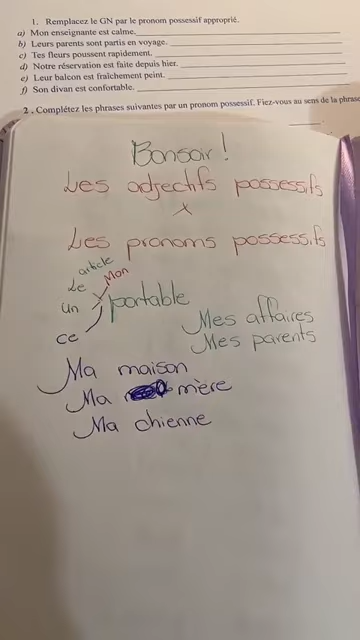 1. Remplacez le GN par le pronom possessif approprié.
a) Mon enseignante est calme.
b) Leurs parents sont partis en voyage.
c) Tes fleurs poussent rapidement.
d) Notre réservation est faite depuis hier.
e) Leur balcon est fraîchement peint.
f) Son divan est confortable.
2. Complétez les phrases suivantes par un pronom possessif. Fiez-vous au sens de la phrase
Bonsoir!
Les adjectifs possessifs
x
Les pronoms possessifs
article
Le Mon
Un portable
Ce
Mes affaires
Mes parents
Ma maison
Ma mère
Ma chienne